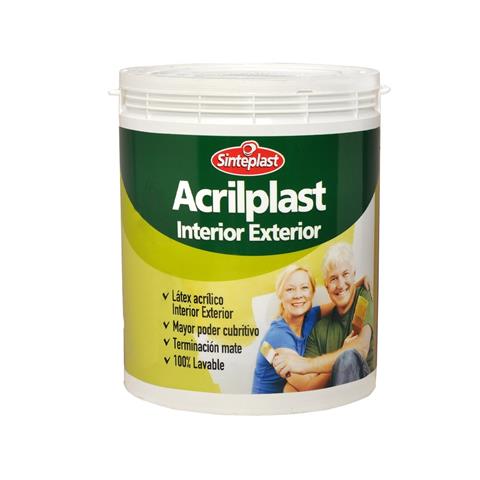 Sinteplast
Acrilplast
Interior Exterior
Látex acrílico
Interior Exterior
Mayor poder cubritivo
Terminación mate
100% Lavable